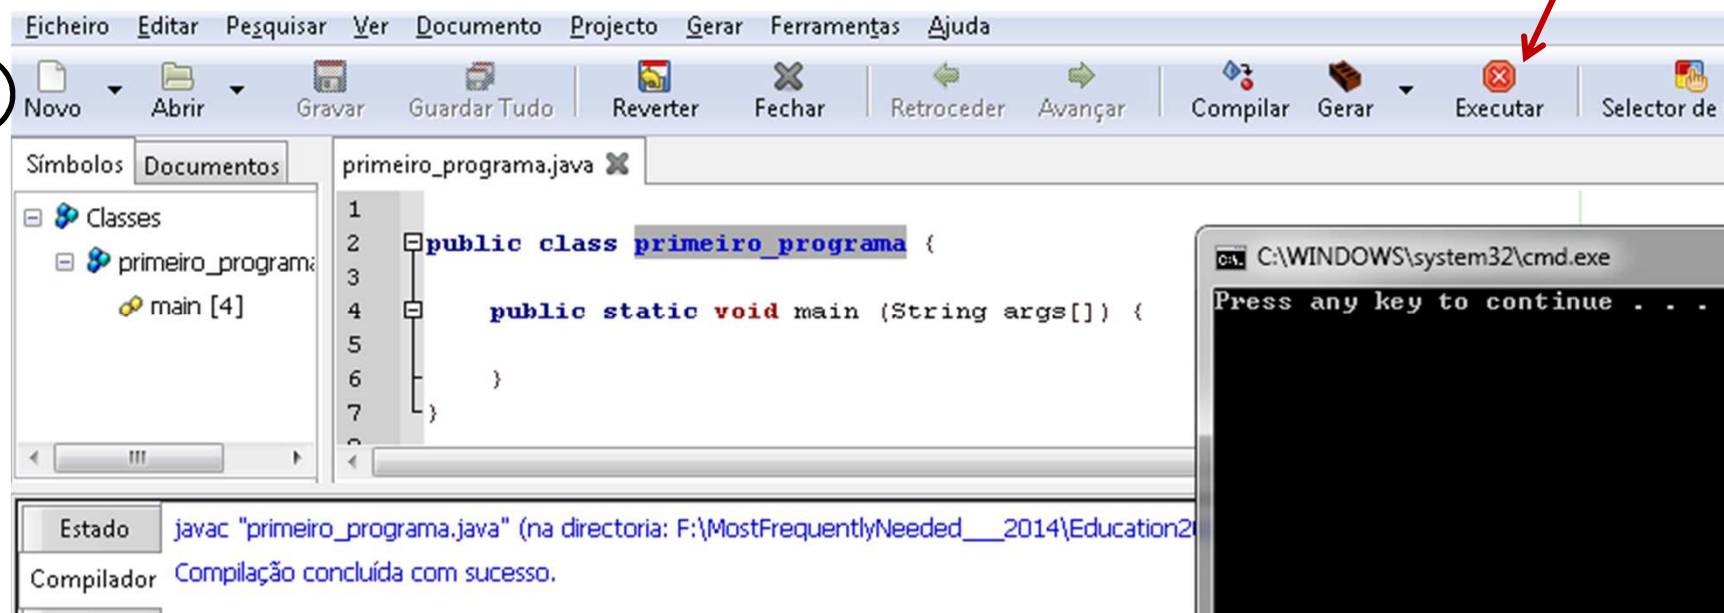 Ficheiro Editar Pesquisar Ver Documento Projecto Gerar Ferramentas Ajuda
Novo Abrir Gravar Guardar Tudo Reverter Fechar Retroceder Avançar Compilar Gerar Executar Selector de
Símbolos Documentos
primeiro_programa.java
Classes
primeiro_programa
main [4]
1
2 public class primeiro_programa {
3
4 public static void main (String args[]) {
5
6 }
7 }
C:\WINDOWS\system32\cmd.exe
Press any key to continue . . .
Estado
Compilador
javac "primeiro_programa.java" (na directoria: F:\MostFrequentlyNeeded___2014\Education2
Compilação concluída com sucesso.